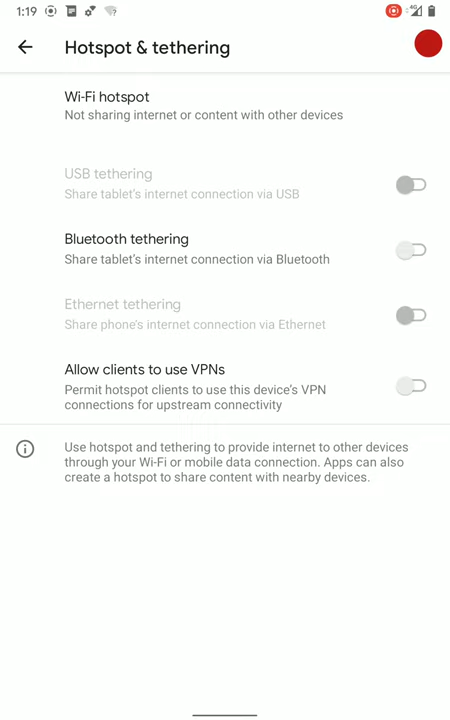 1:19
4G
Hotspot & tethering
Wi-Fi hotspot
Not sharing internet or content with other devices
USB tethering
Share tablet's internet connection via USB
Bluetooth tethering
Share tablet's internet connection via Bluetooth
Ethernet tethering
Share phone's internet connection via Ethernet
Allow clients to use VPNs
Permit hotspot clients to use this device's VPN
connections for upstream connectivity
Use hotspot and tethering to provide internet to other devices
through your Wi-Fi or mobile data connection. Apps can also
create a hotspot to share content with nearby devices.